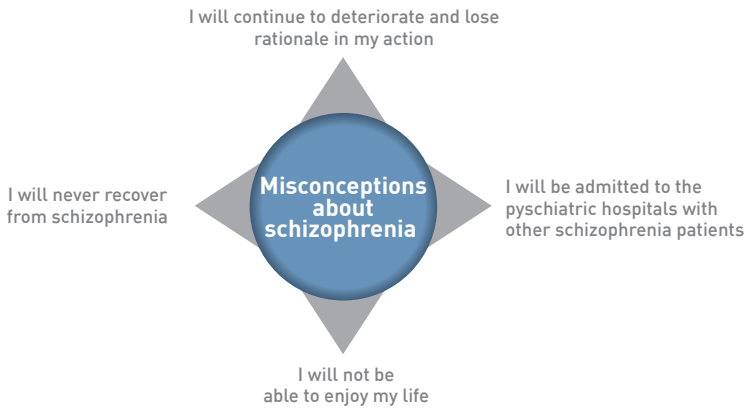 I will continue to deteriorate and lose
rationale in my action
I will never recover
from schizophrenia
Misconceptions
about
schizophrenia
I will be admitted to the
pyschiatric hospitals with
other schizophrenia patients
I will not be
able to enjoy my life